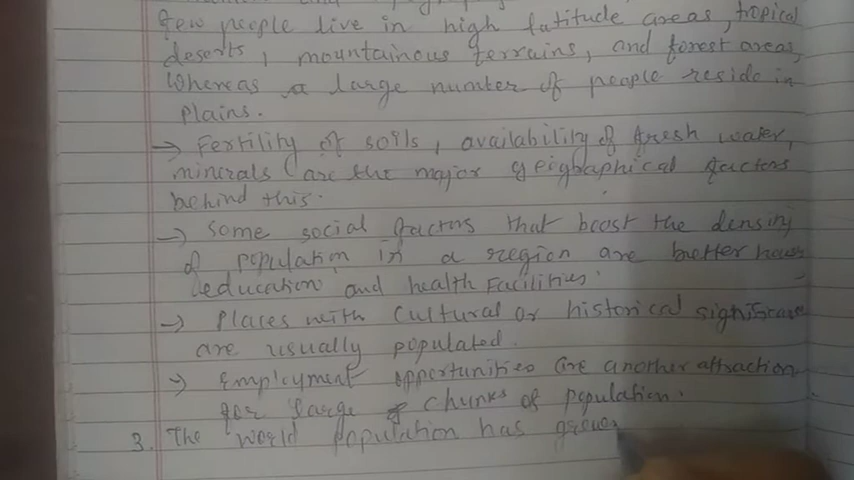 few people live in high latitude areas, tropical
deserts, mountainous terrains, and forest areas,
Whereas a large number of people reside in
plains.
→ Fertility of soils, availability of fresh water,
minerals are the major geigraphical factors
behind this.
→ Some social factors that boost the density
of population in a region are better hous
education and health Facilities.
→ Places with Cultural or historical significance
are usually populated.
→ Employment opportunities are another attraction
for large chunks of population.
3. The world population has grown